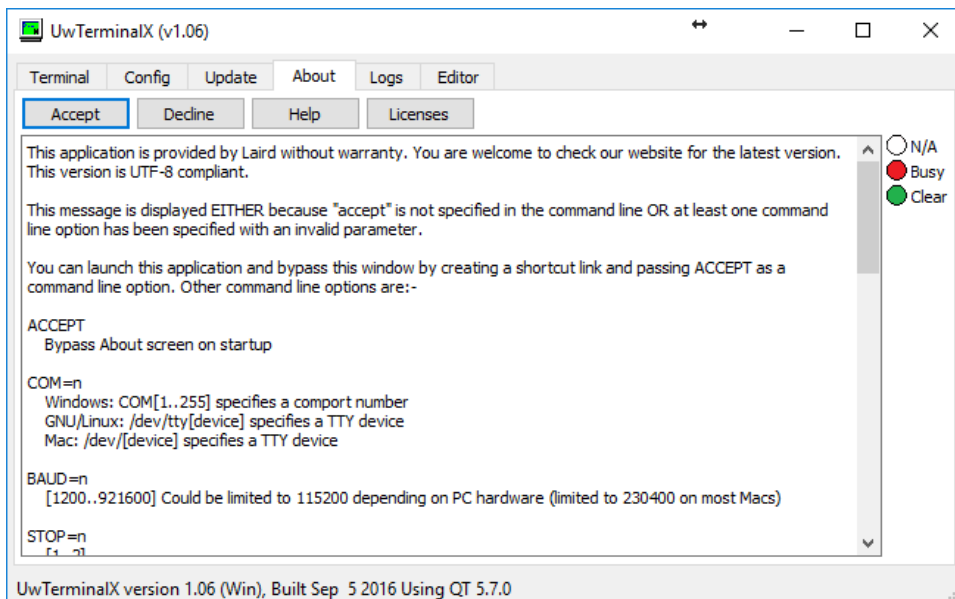 UwTerminalX (v1.06)
Terminal Config Update About Logs Editor
Accept Decline Help Licenses
This application is provided by Laird without warranty. You are welcome to check our website for the latest version.
This version is UTF-8 compliant.
This message is displayed EITHER because "accept" is not specified in the command line OR at least one command
line option has been specified with an invalid parameter.
You can launch this application and bypass this window by creating a shortcut link and passing ACCEPT as a
command line option. Other command line options are:-
ACCEPT
Bypass About screen on startup
COM=n
Windows: COM[1..255] specifies a comport number
GNU/Linux: /dev/tty[device] specifies a TTY device
Mac: /dev/[device] specifies a TTY device
BAUD=n
[1200..921600] Could be limited to 115200 depending on PC hardware (limited to 230400 on most Macs)
STOP=n
[1..2]
N/A
Busy
Clear
UwTerminalX version 1.06 (Win), Built Sep  5 2016 Using QT 5.7.0